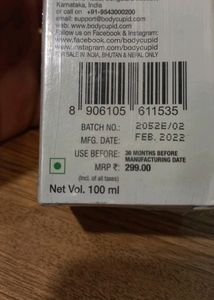 Karnataka, India
or call on +91-9543000200
email: support@bodycupid.com
web: www.bodycupid.com
Follow us on Facebook & Instagram:
www.facebook.com/bodycupid
www.instagram.com/bodycupid
FOR SALE IN INDIA, BHUTAN & NEPAL ONLY
8 906105 611535
BATCH NO.: 2052E/02
MFG. DATE: FEB. 2022
USE BEFORE: 36 MONTHS BEFORE
MANUFACTURING DATE
MRP ₹: 299.00
(Incl. of all taxes)
Net Vol. 100 ml